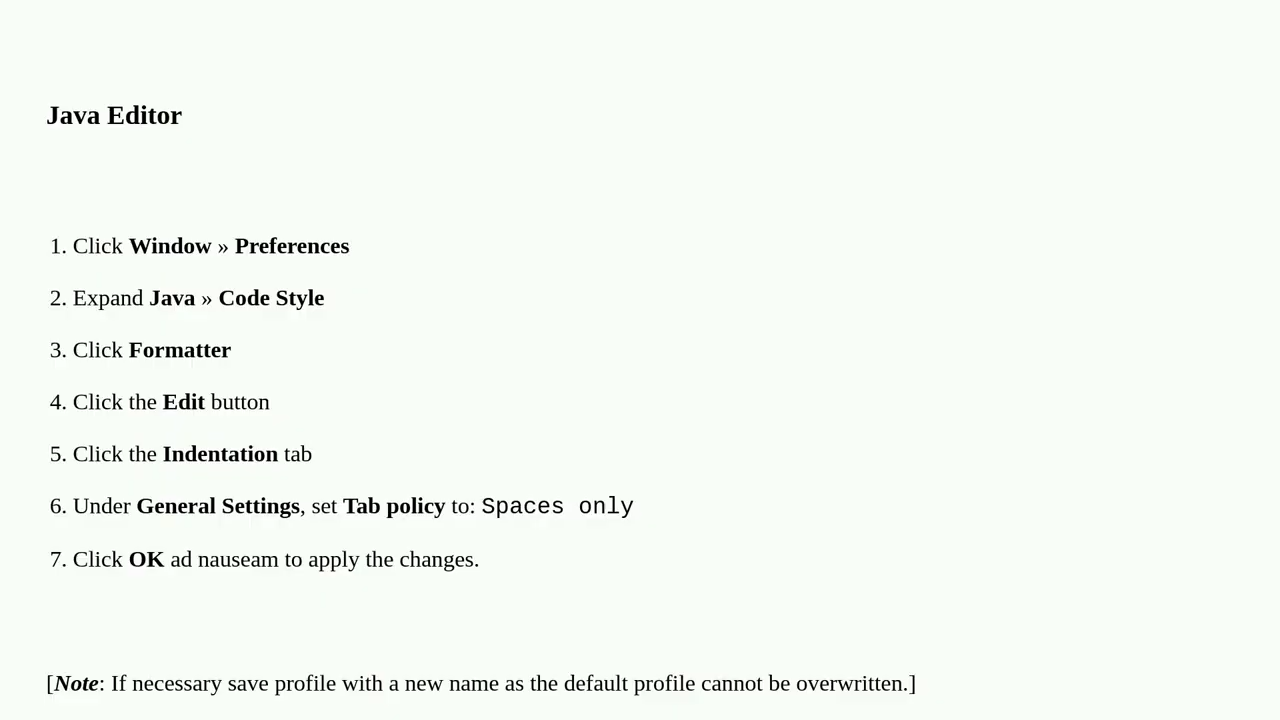 Java Editor
1. Click Window » Preferences
2. Expand Java » Code Style
3. Click Formatter
4. Click the Edit button
5. Click the Indentation tab
6. Under General Settings, set Tab policy to: Spaces only
7. Click OK ad nauseam to apply the changes.
[Note: If necessary save profile with a new name as the default profile cannot be overwritten.]